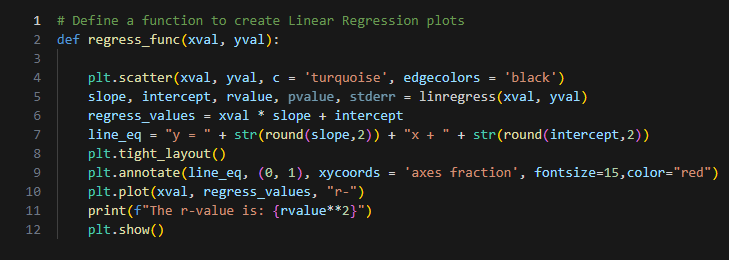 1 # Define a function to create Linear Regression plots
2 def regress_func(xval, yval):
3
4     plt.scatter(xval, yval, c = 'turquoise', edgecolors = 'black')
5     slope, intercept, rvalue, pvalue, stderr = linregress(xval, yval)
6     regress_values = xval * slope + intercept
7     line_eq = "y = " + str(round(slope,2)) + "x + " + str(round(intercept,2))
8     plt.tight_layout()
9     plt.annotate(line_eq, (0, 1), xycoords = 'axes fraction', fontsize=15,color="red")
10     plt.plot(xval, regress_values, "r-")
11     print(f"The r-value is: {rvalue**2}")
12     plt.show()